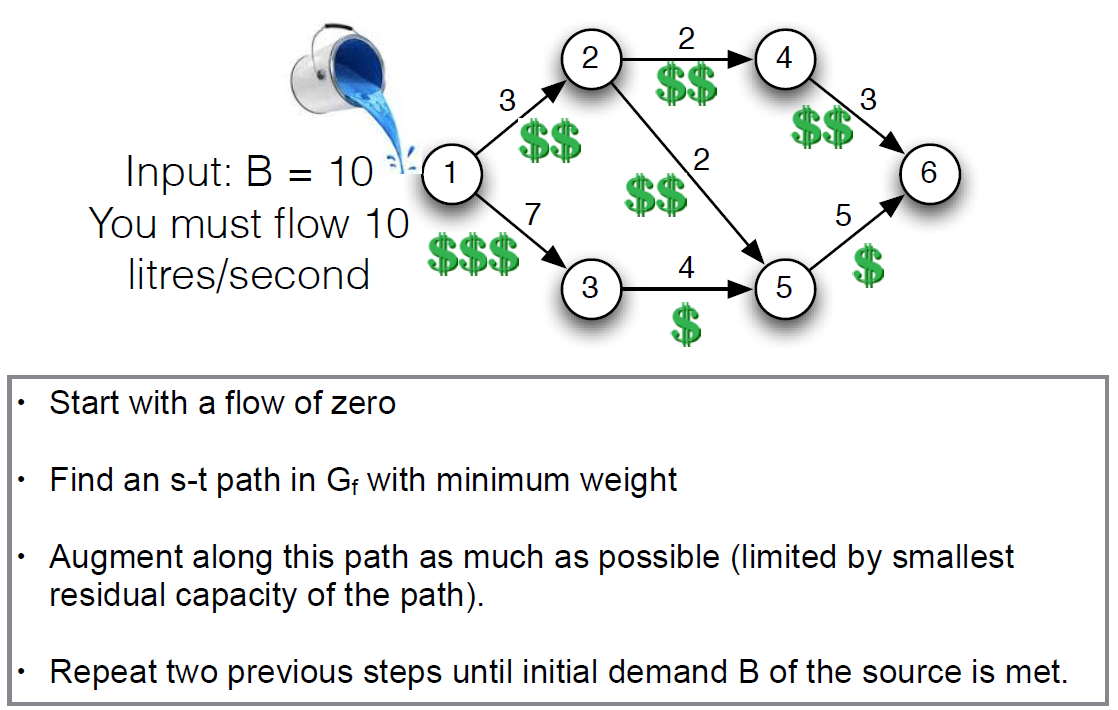 2
2
4
3
$$
3
$$
$$
Input: B = 10
1
2
6
You must flow 10
7
$$
5
litres/second
$$$
4
$
3
5
$
• Start with a flow of zero
• Find an s-t path in Gf with minimum weight
• Augment along this path as much as possible (limited by smallest
residual capacity of the path).
• Repeat two previous steps until initial demand B of the source is met.